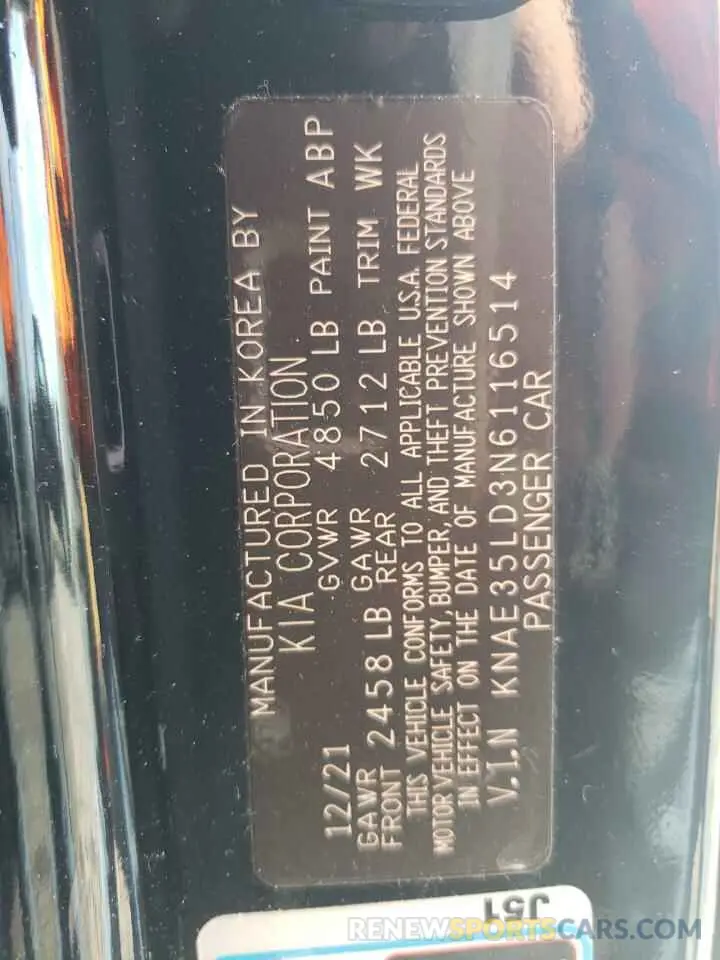 MANUFACTURED IN KOREA BY
KIA CORPORATION
12/21 GVWR 4850 LB PAINT ABP
GAWR FRONT 2458 LB GAWR REAR 2712 LB TRIM WK
THIS VEHICLE CONFORMS TO ALL APPLICABLE U.S.A. FEDERAL
MOTOR VEHICLE SAFETY, BUMPER, AND THEFT PREVENTION STANDARDS
IN EFFECT ON THE DATE OF MANUFACTURE SHOWN ABOVE
V.I.N KNAE35LD3N6116514
PASSENGER CAR
J51
RENEWSPORTSCARS.COM